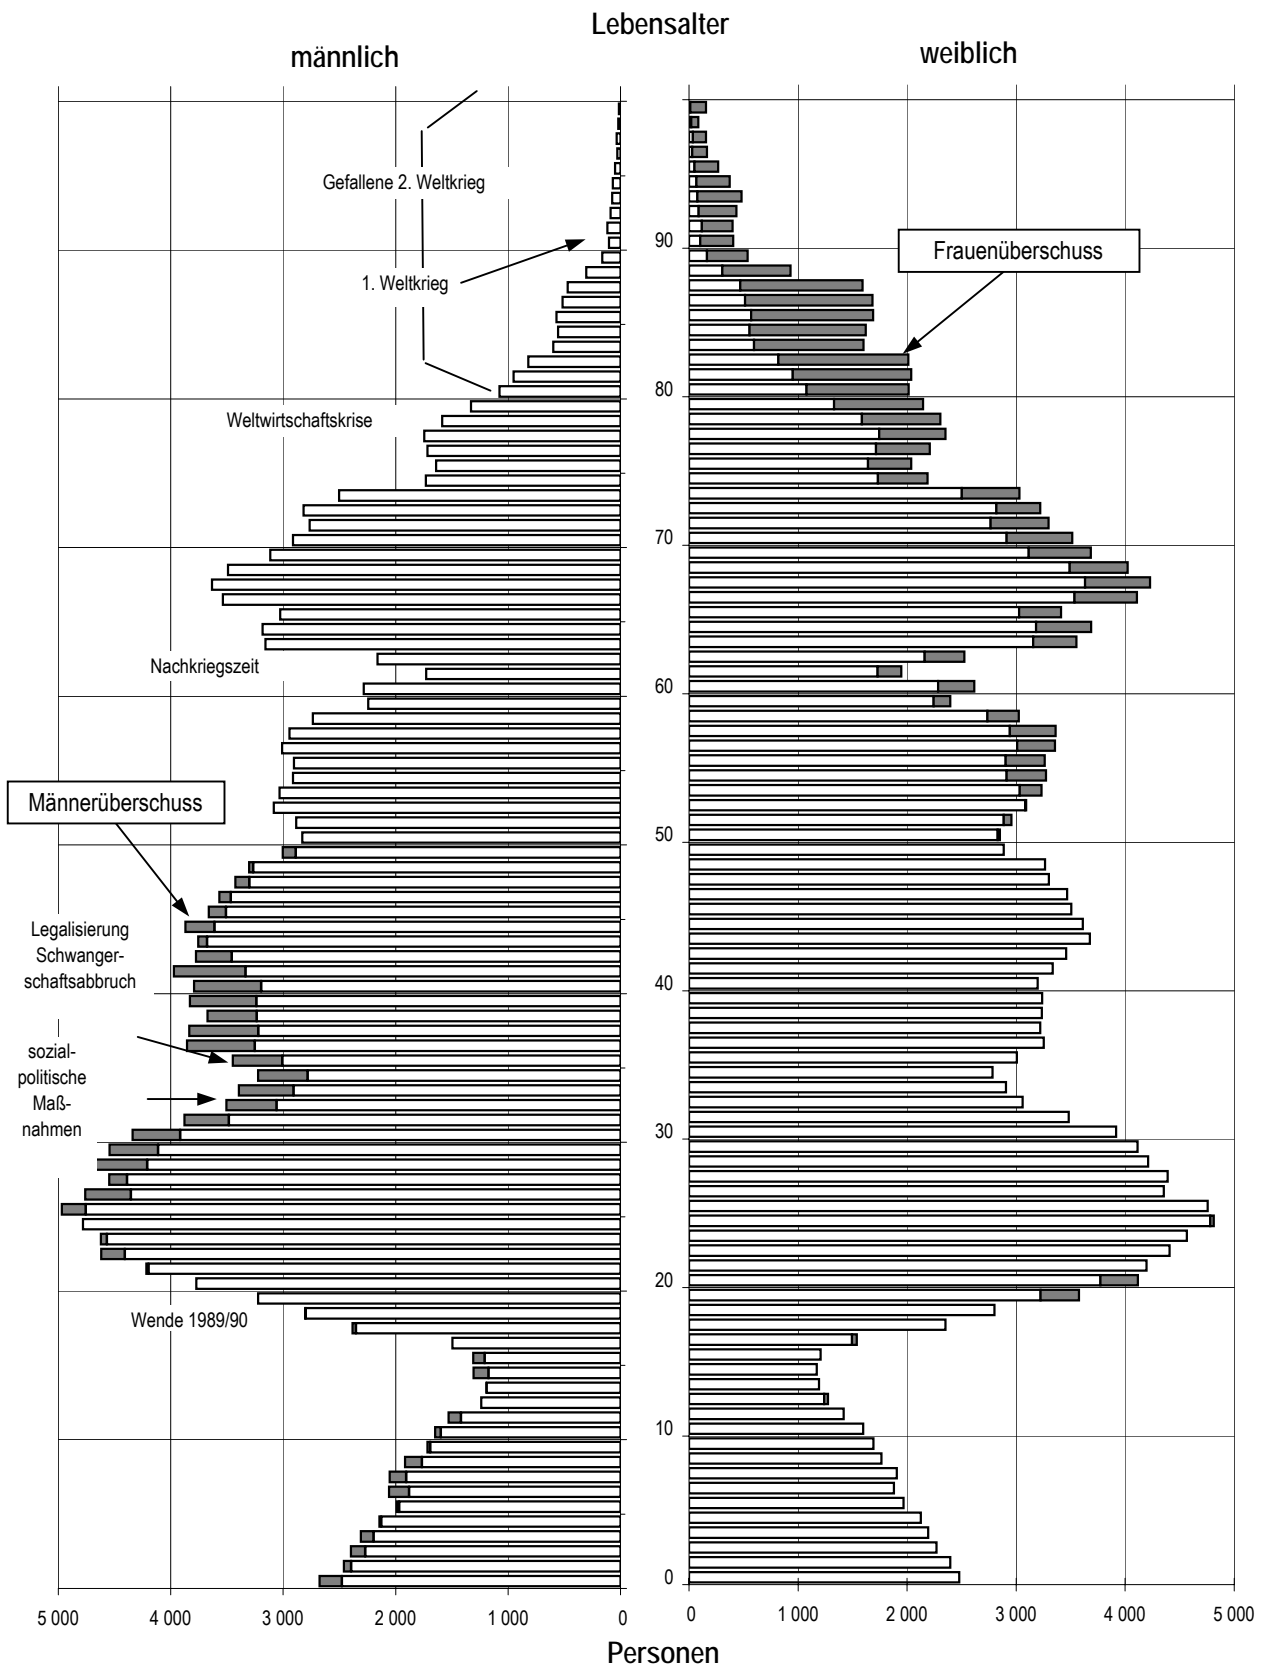 Lebensalter
männlich
weiblich
Gefallene 2. Weltkrieg
1. Weltkrieg
Weltwirtschaftskrise
Nachkriegszeit
Männerüberschuss
Legalisierung
Schwanger-
schaftsabbruch
sozial-
politische
Maß-
nahmen
Wende 1989/90
Frauenüberschuss
90
80
70
60
50
40
30
20
10
0
5 000 4 000 3 000 2 000 1 000 0
0 1 000 2 000 3 000 4 000 5 000
Personen